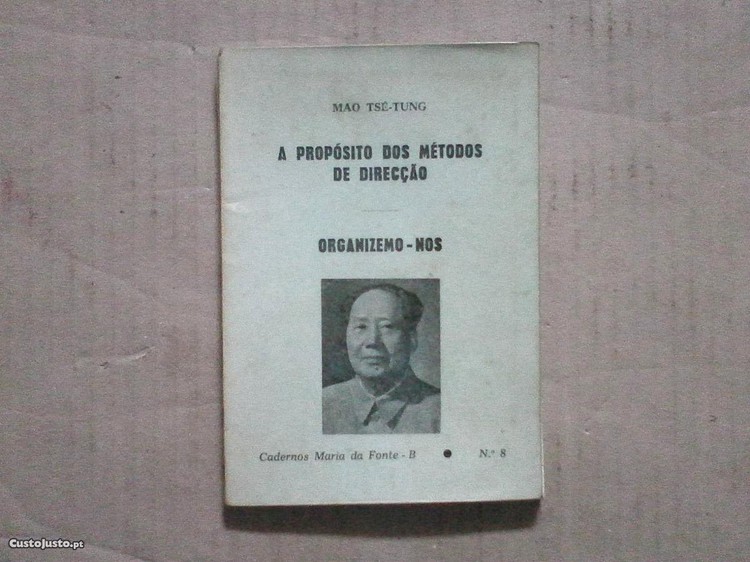 MAO TSÉ-TUNG
A PROPÓSITO DOS MÉTODOS
DE DIRECÇÃO
ORGANIZEMO-NOS
Cadernos Maria da Fonte - B ● N.º 8
CustoJusto.pt